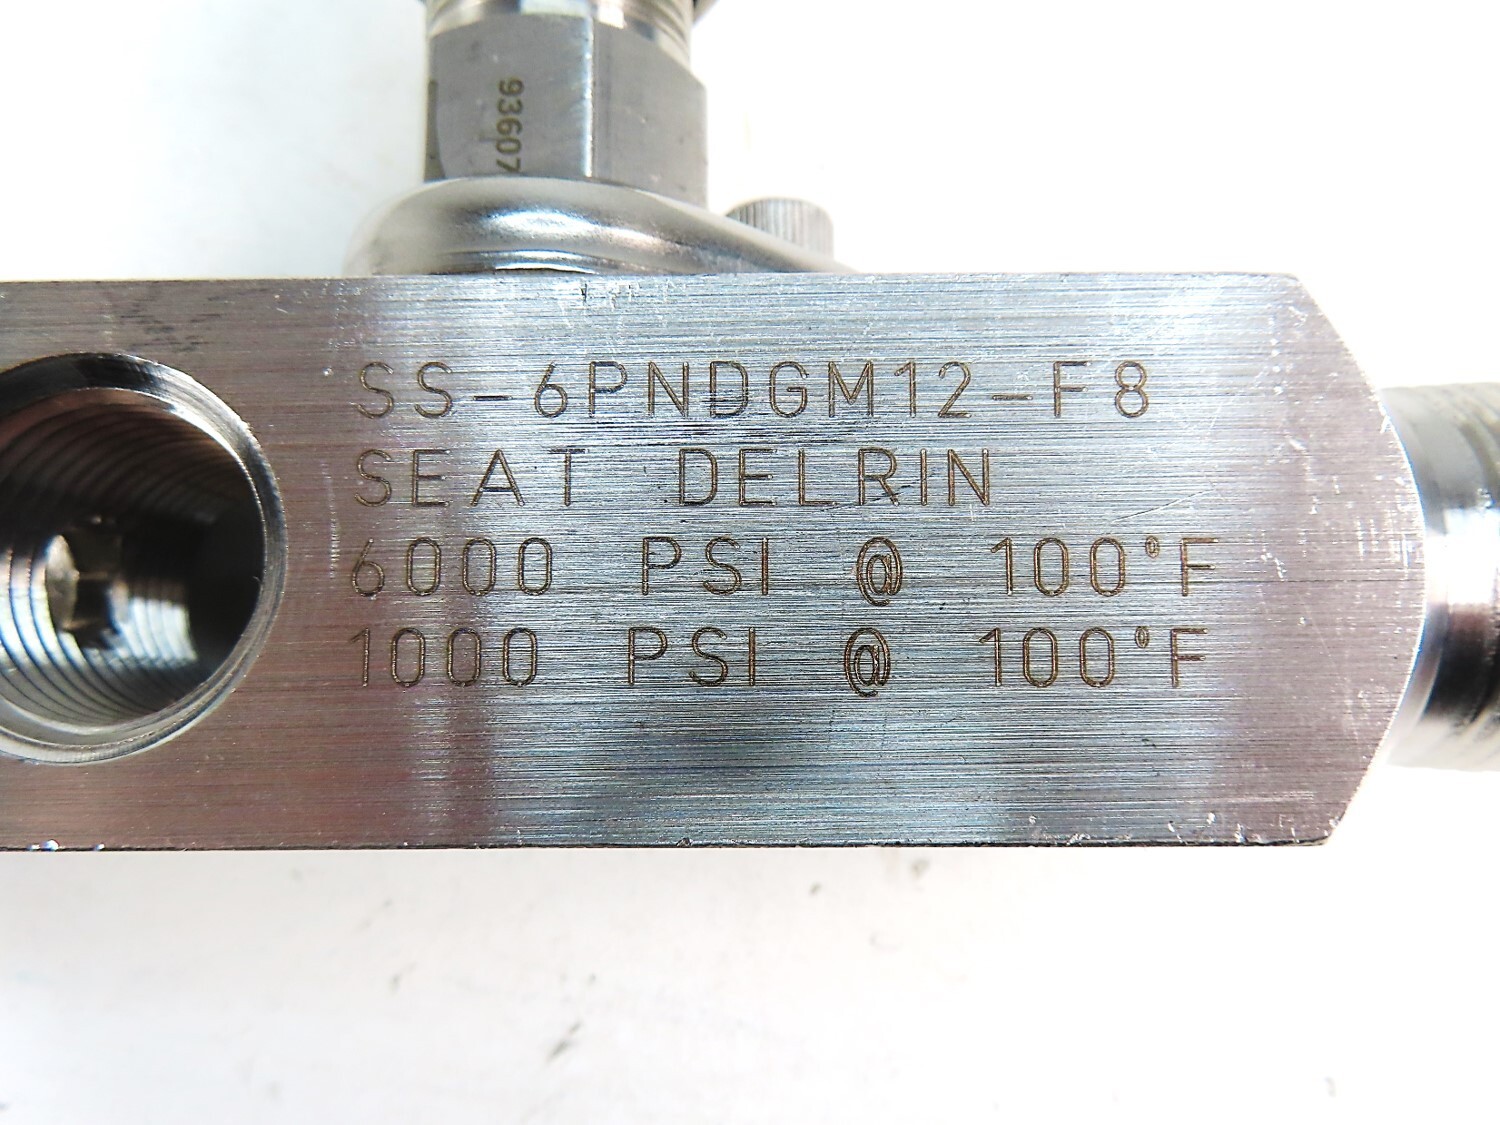 93607
SS-6PNDGM12-F8
SEAT DELRIN
6000 PSI @ 100°F
1000 PSI @ 100°F